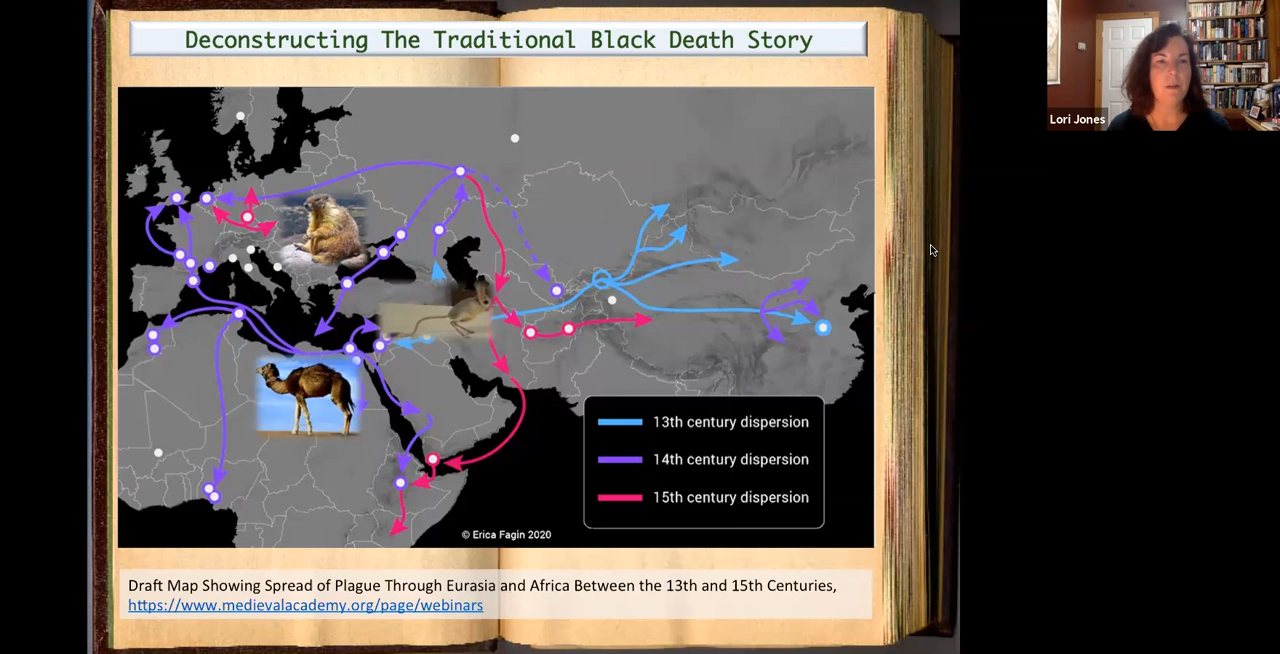 Deconstructing The Traditional Black Death Story
Lori Jones
13th century dispersion
14th century dispersion
15th century dispersion
© Erica Fagin 2020
Draft Map Showing Spread of Plague Through Eurasia and Africa Between the 13th and 15th Centuries,
https://www.medievalacademy.org/page/webinars